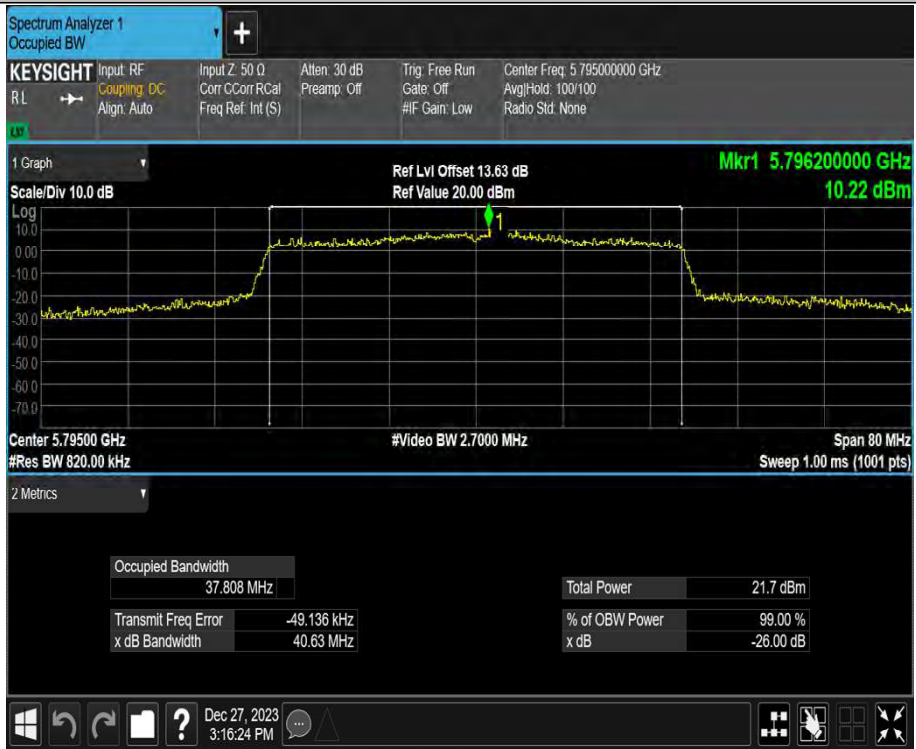 Spectrum Analyzer 1
Occupied BW
+
KEYSIGHT Input: RF Input Z: 50 Ω Atten: 30 dB Trig: Free Run Center Freq: 5.795000000 GHz
RL Coupling: DC Corr CCorr RCal Preamp: Off Gate: Off Avg|Hold: 100/100
Align: Auto Freq Ref: Int (S) #IF Gain: Low Radio Std: None
1 Graph Ref Lvl Offset 13.63 dB Mkr1 5.796200000 GHz
Scale/Div 10.0 dB Ref Value 20.00 dBm 10.22 dBm
Log
1
10.0
0.00
-10.0
-20.0
-30.0
-40.0
-50.0
-60.0
-70.0
Center 5.79500 GHz #Video BW 2.7000 MHz Span 80 MHz
#Res BW 820.00 kHz Sweep 1.00 ms (1001 pts)
2 Metrics
Occupied Bandwidth
37.808 MHz Total Power 21.7 dBm
Transmit Freq Error -49.136 kHz % of OBW Power 99.00 %
x dB Bandwidth 40.63 MHz x dB -26.00 dB
? Dec 27, 2023
3:16:24 PM